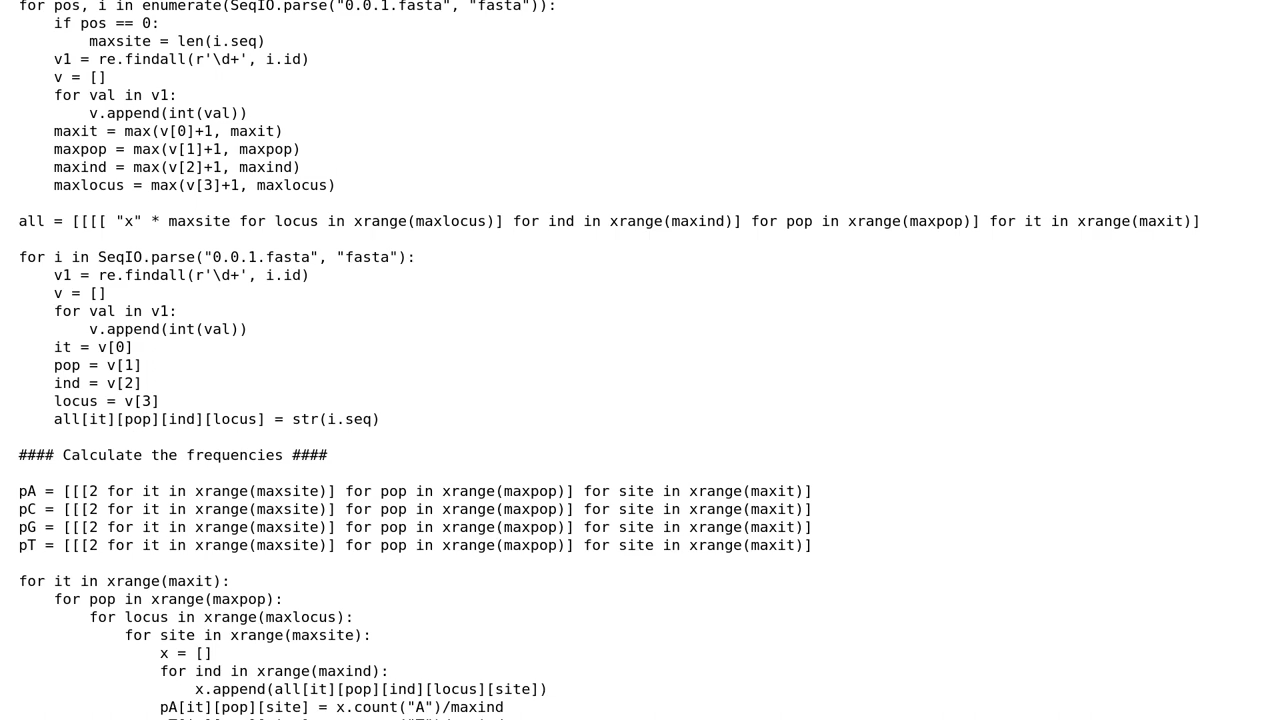 for pos, i in enumerate(SeqIO.parse("0.0.1.fasta", "fasta")):
    if pos == 0:
        maxsite = len(i.seq)
    v1 = re.findall(r'\d+', i.id)
    v = []
    for val in v1:
        v.append(int(val))
    maxit = max(v[0]+1, maxit)
    maxpop = max(v[1]+1, maxpop)
    maxind = max(v[2]+1, maxind)
    maxlocus = max(v[3]+1, maxlocus)

all = [[[[ "x" * maxsite for locus in xrange(maxlocus)] for ind in xrange(maxind)] for pop in xrange(maxpop)] for it in xrange(maxit)]

for i in SeqIO.parse("0.0.1.fasta", "fasta"):
    v1 = re.findall(r'\d+', i.id)
    v = []
    for val in v1:
        v.append(int(val))
    it = v[0]
    pop = v[1]
    ind = v[2]
    locus = v[3]
    all[it][pop][ind][locus] = str(i.seq)

#### Calculate the frequencies ####

pA = [[[2 for it in xrange(maxsite)] for pop in xrange(maxpop)] for site in xrange(maxit)]
pC = [[[2 for it in xrange(maxsite)] for pop in xrange(maxpop)] for site in xrange(maxit)]
pG = [[[2 for it in xrange(maxsite)] for pop in xrange(maxpop)] for site in xrange(maxit)]
pT = [[[2 for it in xrange(maxsite)] for pop in xrange(maxpop)] for site in xrange(maxit)]

for it in xrange(maxit):
    for pop in xrange(maxpop):
        for locus in xrange(maxlocus):
            for site in xrange(maxsite):
                x = []
                for ind in xrange(maxind):
                    x.append(all[it][pop][ind][locus][site])
                pA[it][pop][site] = x.count("A")/maxind